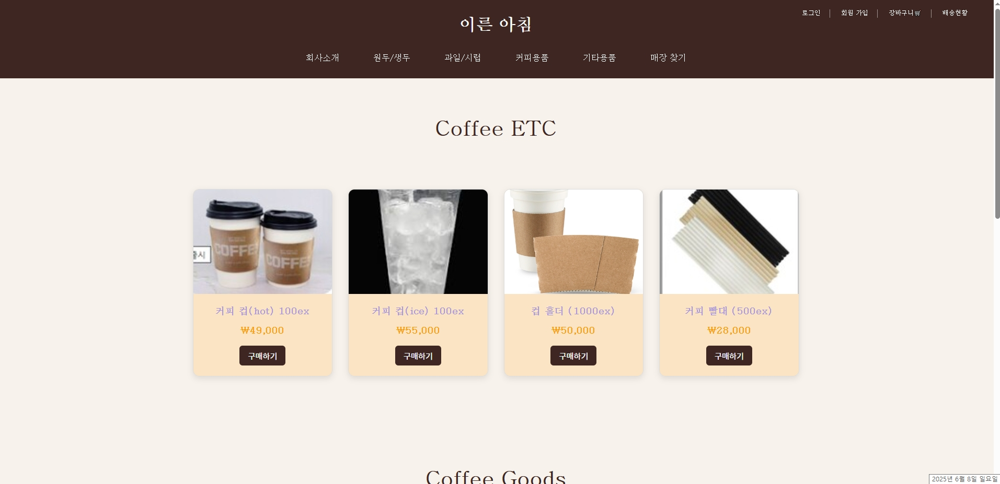 로그인 회원 가입 장바구니🛒 배송현황
이른 아침
회사소개 원두/생두 과일/시럽 커피용품 기타용품 매장 찾기
Coffee ETC
출시
COFFEE
COFFEE
커피 컵(hot) 100ex
₩49,000
구매하기
커피 컵(ice) 100ex
₩55,000
구매하기
컵 홀더 (1000ex)
₩50,000
구매하기
커피 빨대 (500ex)
₩28,000
구매하기
Coffee Goods
2025년 6월 8일 일요일